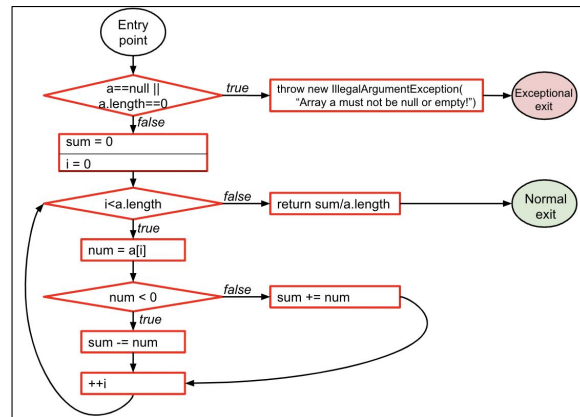 Entry
point
a==null ||
a.length==0
true
throw new IllegalArgumentException(
“Array a must not be null or empty!”)
Exceptional
exit
false
sum = 0
i = 0
i<a.length
false
return sum/a.length
Normal
exit
true
num = a[i]
num < 0
false
sum += num
true
sum -= num
++i